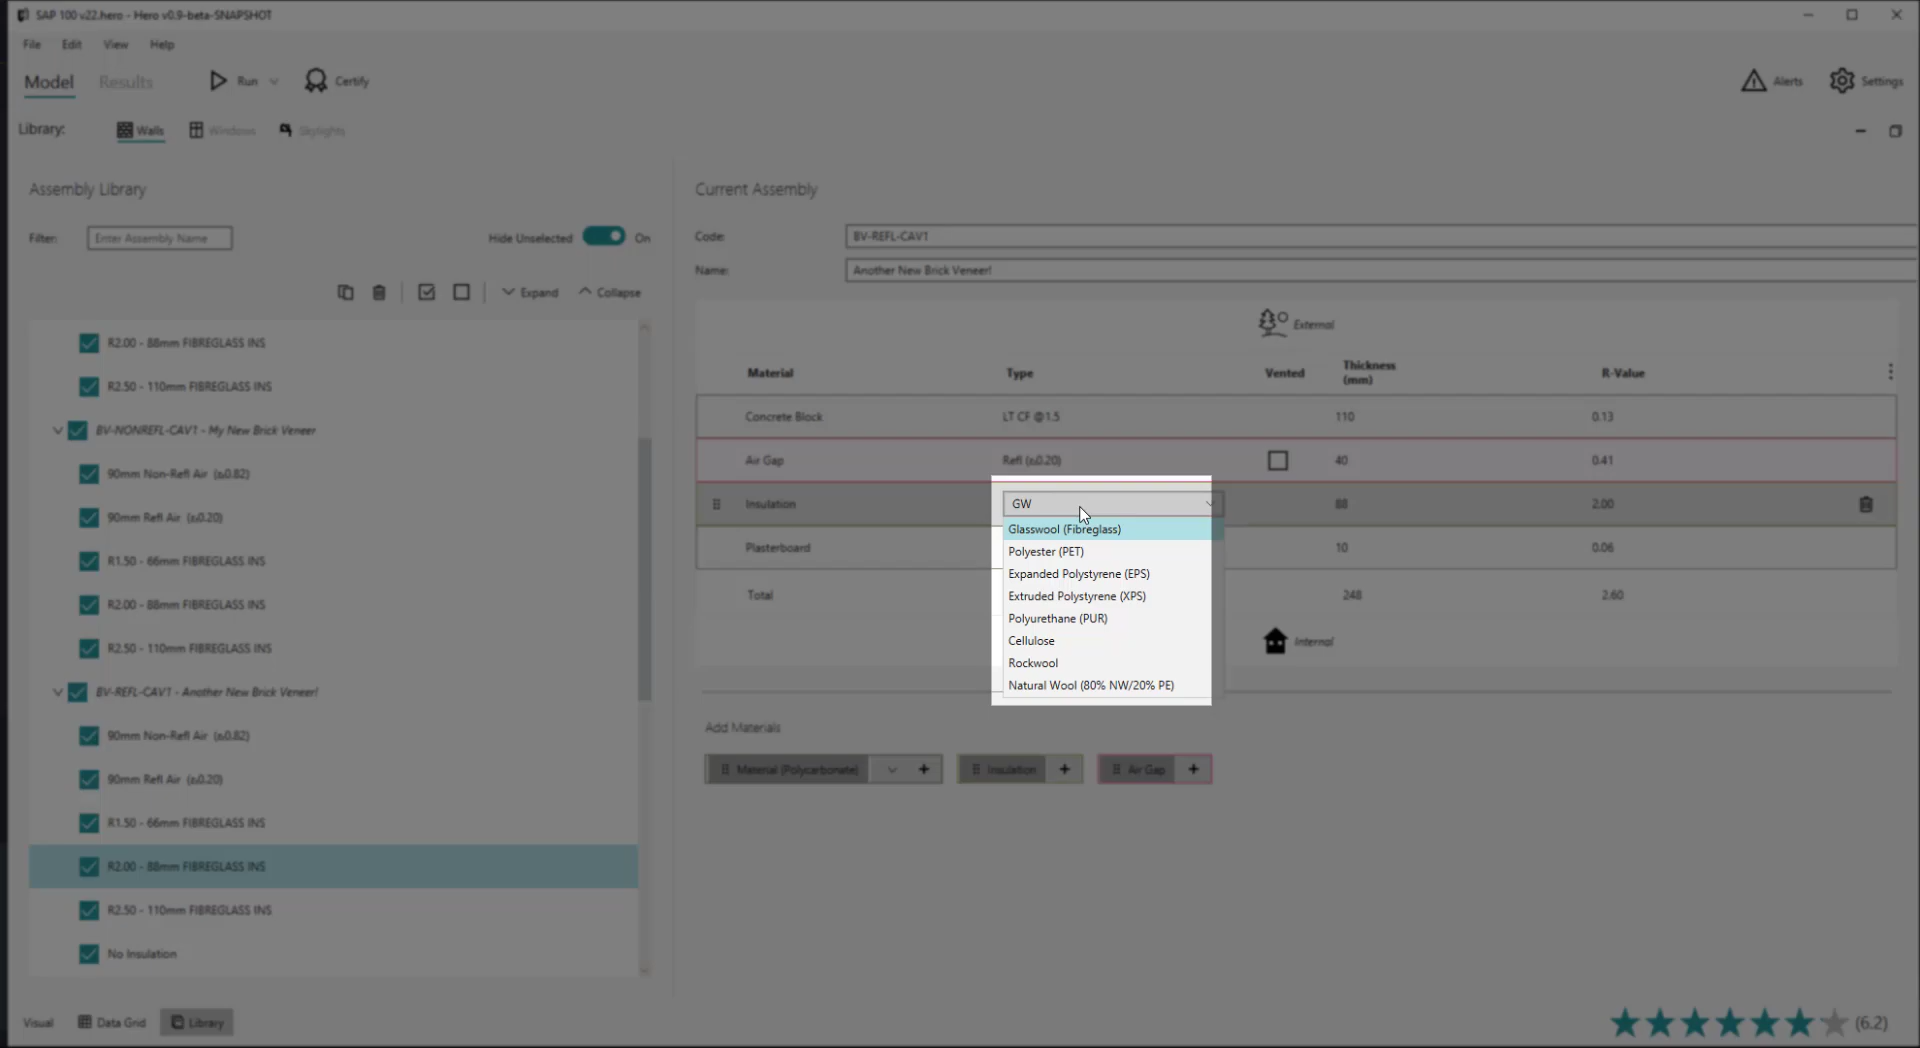 SAP 100 v22.hero - Hero v0.9-beta-SNAPSHOT
File Edit View Help
Model Results Run Certify Alerts Settings
Library: Walls Windows Skylights
Assembly Library
Filter: Enter Assembly Name Hide Unselected On
Expand Collapse
R2.00 - 88mm FIBREGLASS INS
R2.50 - 110mm FIBREGLASS INS
BV-NONREFL-CAV1 - My New Brick Veneer
90mm Non-Refl Air (ε0.82)
90mm Refl Air (ε0.20)
R1.50 - 66mm FIBREGLASS INS
R2.00 - 88mm FIBREGLASS INS
R2.50 - 110mm FIBREGLASS INS
BV-REFL-CAV1 - Another New Brick Veneer!
90mm Non-Refl Air (ε0.82)
90mm Refl Air (ε0.20)
R1.50 - 66mm FIBREGLASS INS
R2.00 - 88mm FIBREGLASS INS
R2.50 - 110mm FIBREGLASS INS
No Insulation
Current Assembly
Code: BV-REFL-CAV1
Name: Another New Brick Veneer!
External
Material Type Vented Thickness (mm) R-Value
Concrete Block LT CF @1.5 110 0.13
Air Gap Refl (ε0.20) 40 0.41
Insulation GW 88 2.00
Glasswool (Fibreglass)
Polyester (PET)
Expanded Polystyrene (EPS)
Extruded Polystyrene (XPS)
Polyurethane (PUR)
Cellulose
Rockwool
Natural Wool (80% NW/20% PE)
Plasterboard 10 0.06
Total 248 2.60
Internal
Add Materials
Material (Polycarbonate) Insulation Air Gap
Visual Data Grid Library (6.2)